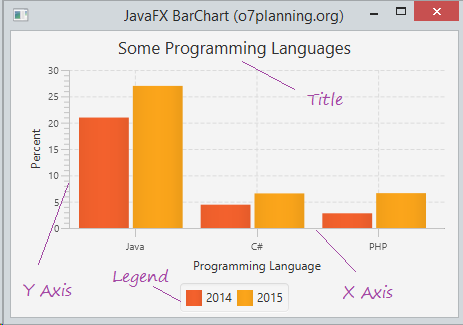 JavaFX BarChart (o7planning.org)
Some Programming Languages
Title
Percent
30
25
20
15
10
5
0
Java
C#
PHP
Programming Language
Y Axis
Legend
X Axis
2014
2015